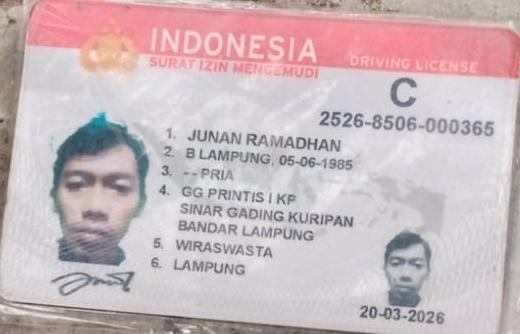 INDONESIA
SURAT IZIN MENGEMUDI
DRIVING LICENSE
C
2526-8506-000365
1. JUNAN RAMADHAN
2. B LAMPUNG, 05-06-1985
3. - - PRIA
4. GG PRINTIS I KP
SINAR GADING KURIPAN
BANDAR LAMPUNG
5. WIRASWASTA
6. LAMPUNG
20-03-2026